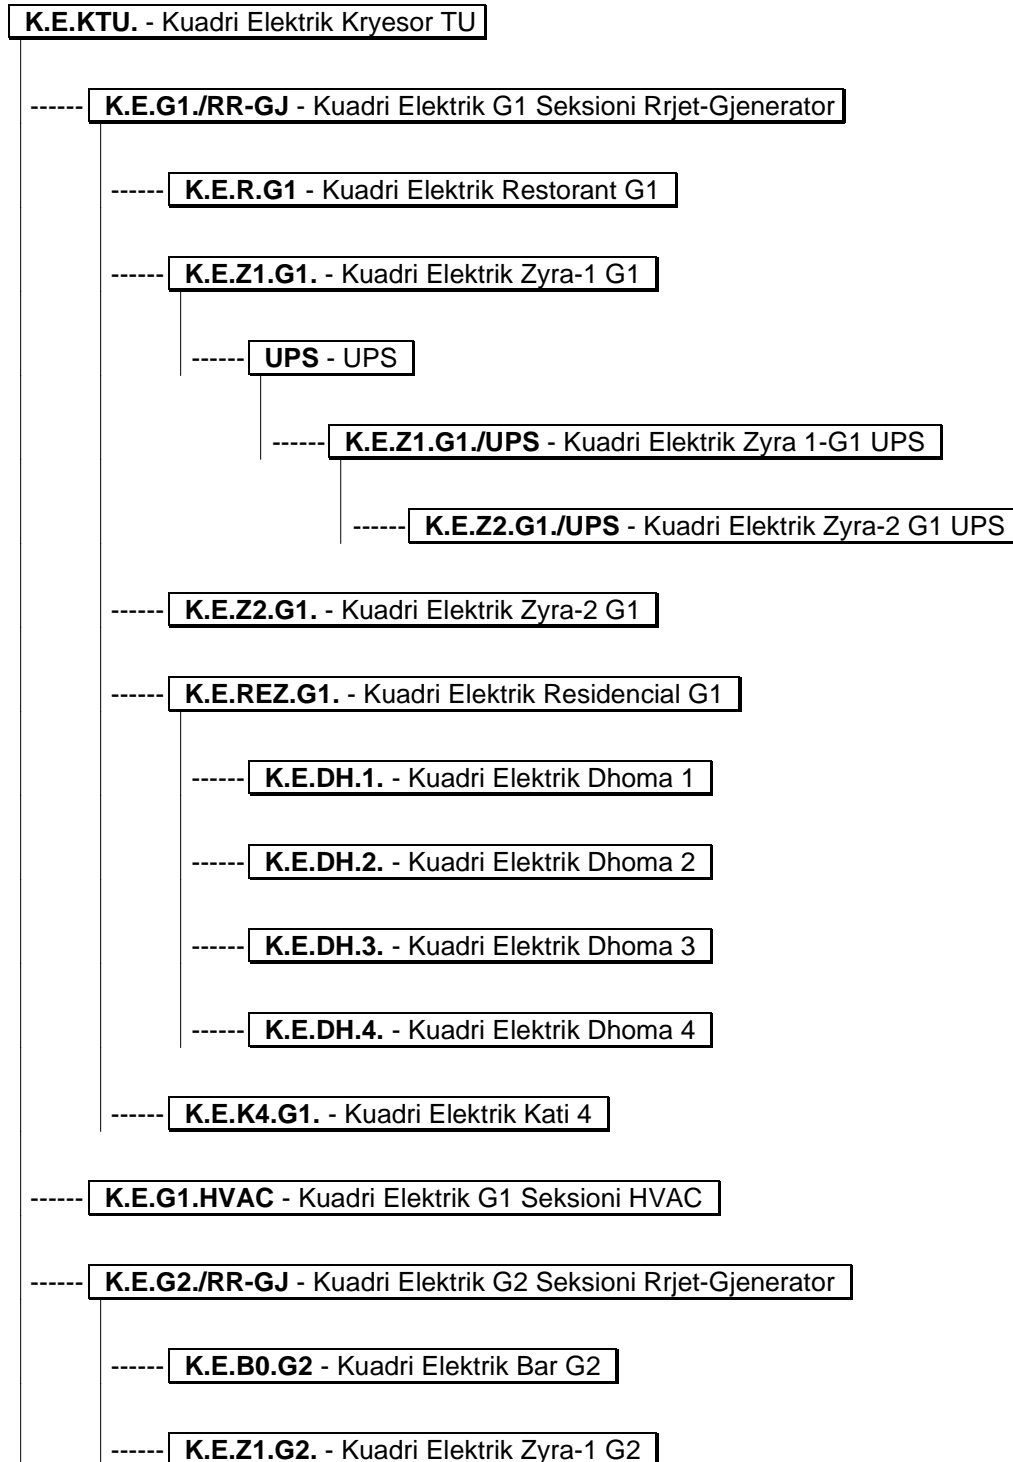 K.E.KTU. - Kuadri Elektrik Kryesor TU
------ K.E.G1./RR-GJ - Kuadri Elektrik G1 Seksioni Rrjet-Gjenerator
------ K.E.R.G1 - Kuadri Elektrik Restorant G1
------ K.E.Z1.G1. - Kuadri Elektrik Zyra-1 G1
------ UPS - UPS
------ K.E.Z1.G1./UPS - Kuadri Elektrik Zyra 1-G1 UPS
------ K.E.Z2.G1./UPS - Kuadri Elektrik Zyra-2 G1 UPS
------ K.E.Z2.G1. - Kuadri Elektrik Zyra-2 G1
------ K.E.REZ.G1. - Kuadri Elektrik Residencial G1
------ K.E.DH.1. - Kuadri Elektrik Dhoma 1
------ K.E.DH.2. - Kuadri Elektrik Dhoma 2
------ K.E.DH.3. - Kuadri Elektrik Dhoma 3
------ K.E.DH.4. - Kuadri Elektrik Dhoma 4
------ K.E.K4.G1. - Kuadri Elektrik Kati 4
------ K.E.G1.HVAC - Kuadri Elektrik G1 Seksioni HVAC
------ K.E.G2./RR-GJ - Kuadri Elektrik G2 Seksioni Rrjet-Gjenerator
------ K.E.B0.G2 - Kuadri Elektrik Bar G2
------ K.E.Z1.G2. - Kuadri Elektrik Zyra-1 G2